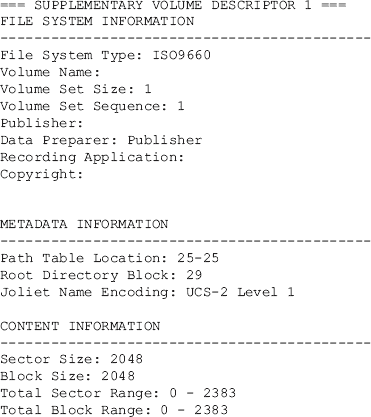 === SUPPLEMENTARY VOLUME DESCRIPTOR 1 ===
FILE SYSTEM INFORMATION
--------------------------------------------
File System Type: ISO9660
Volume Name:
Volume Set Size: 1
Volume Set Sequence: 1
Publisher:
Data Preparer: Publisher
Recording Application:
Copyright:
METADATA INFORMATION
--------------------------------------------
Path Table Location: 25-25
Root Directory Block: 29
Joliet Name Encoding: UCS-2 Level 1
CONTENT INFORMATION
--------------------------------------------
Sector Size: 2048
Block Size: 2048
Total Sector Range: 0 - 2383
Total Block Range: 0 - 2383